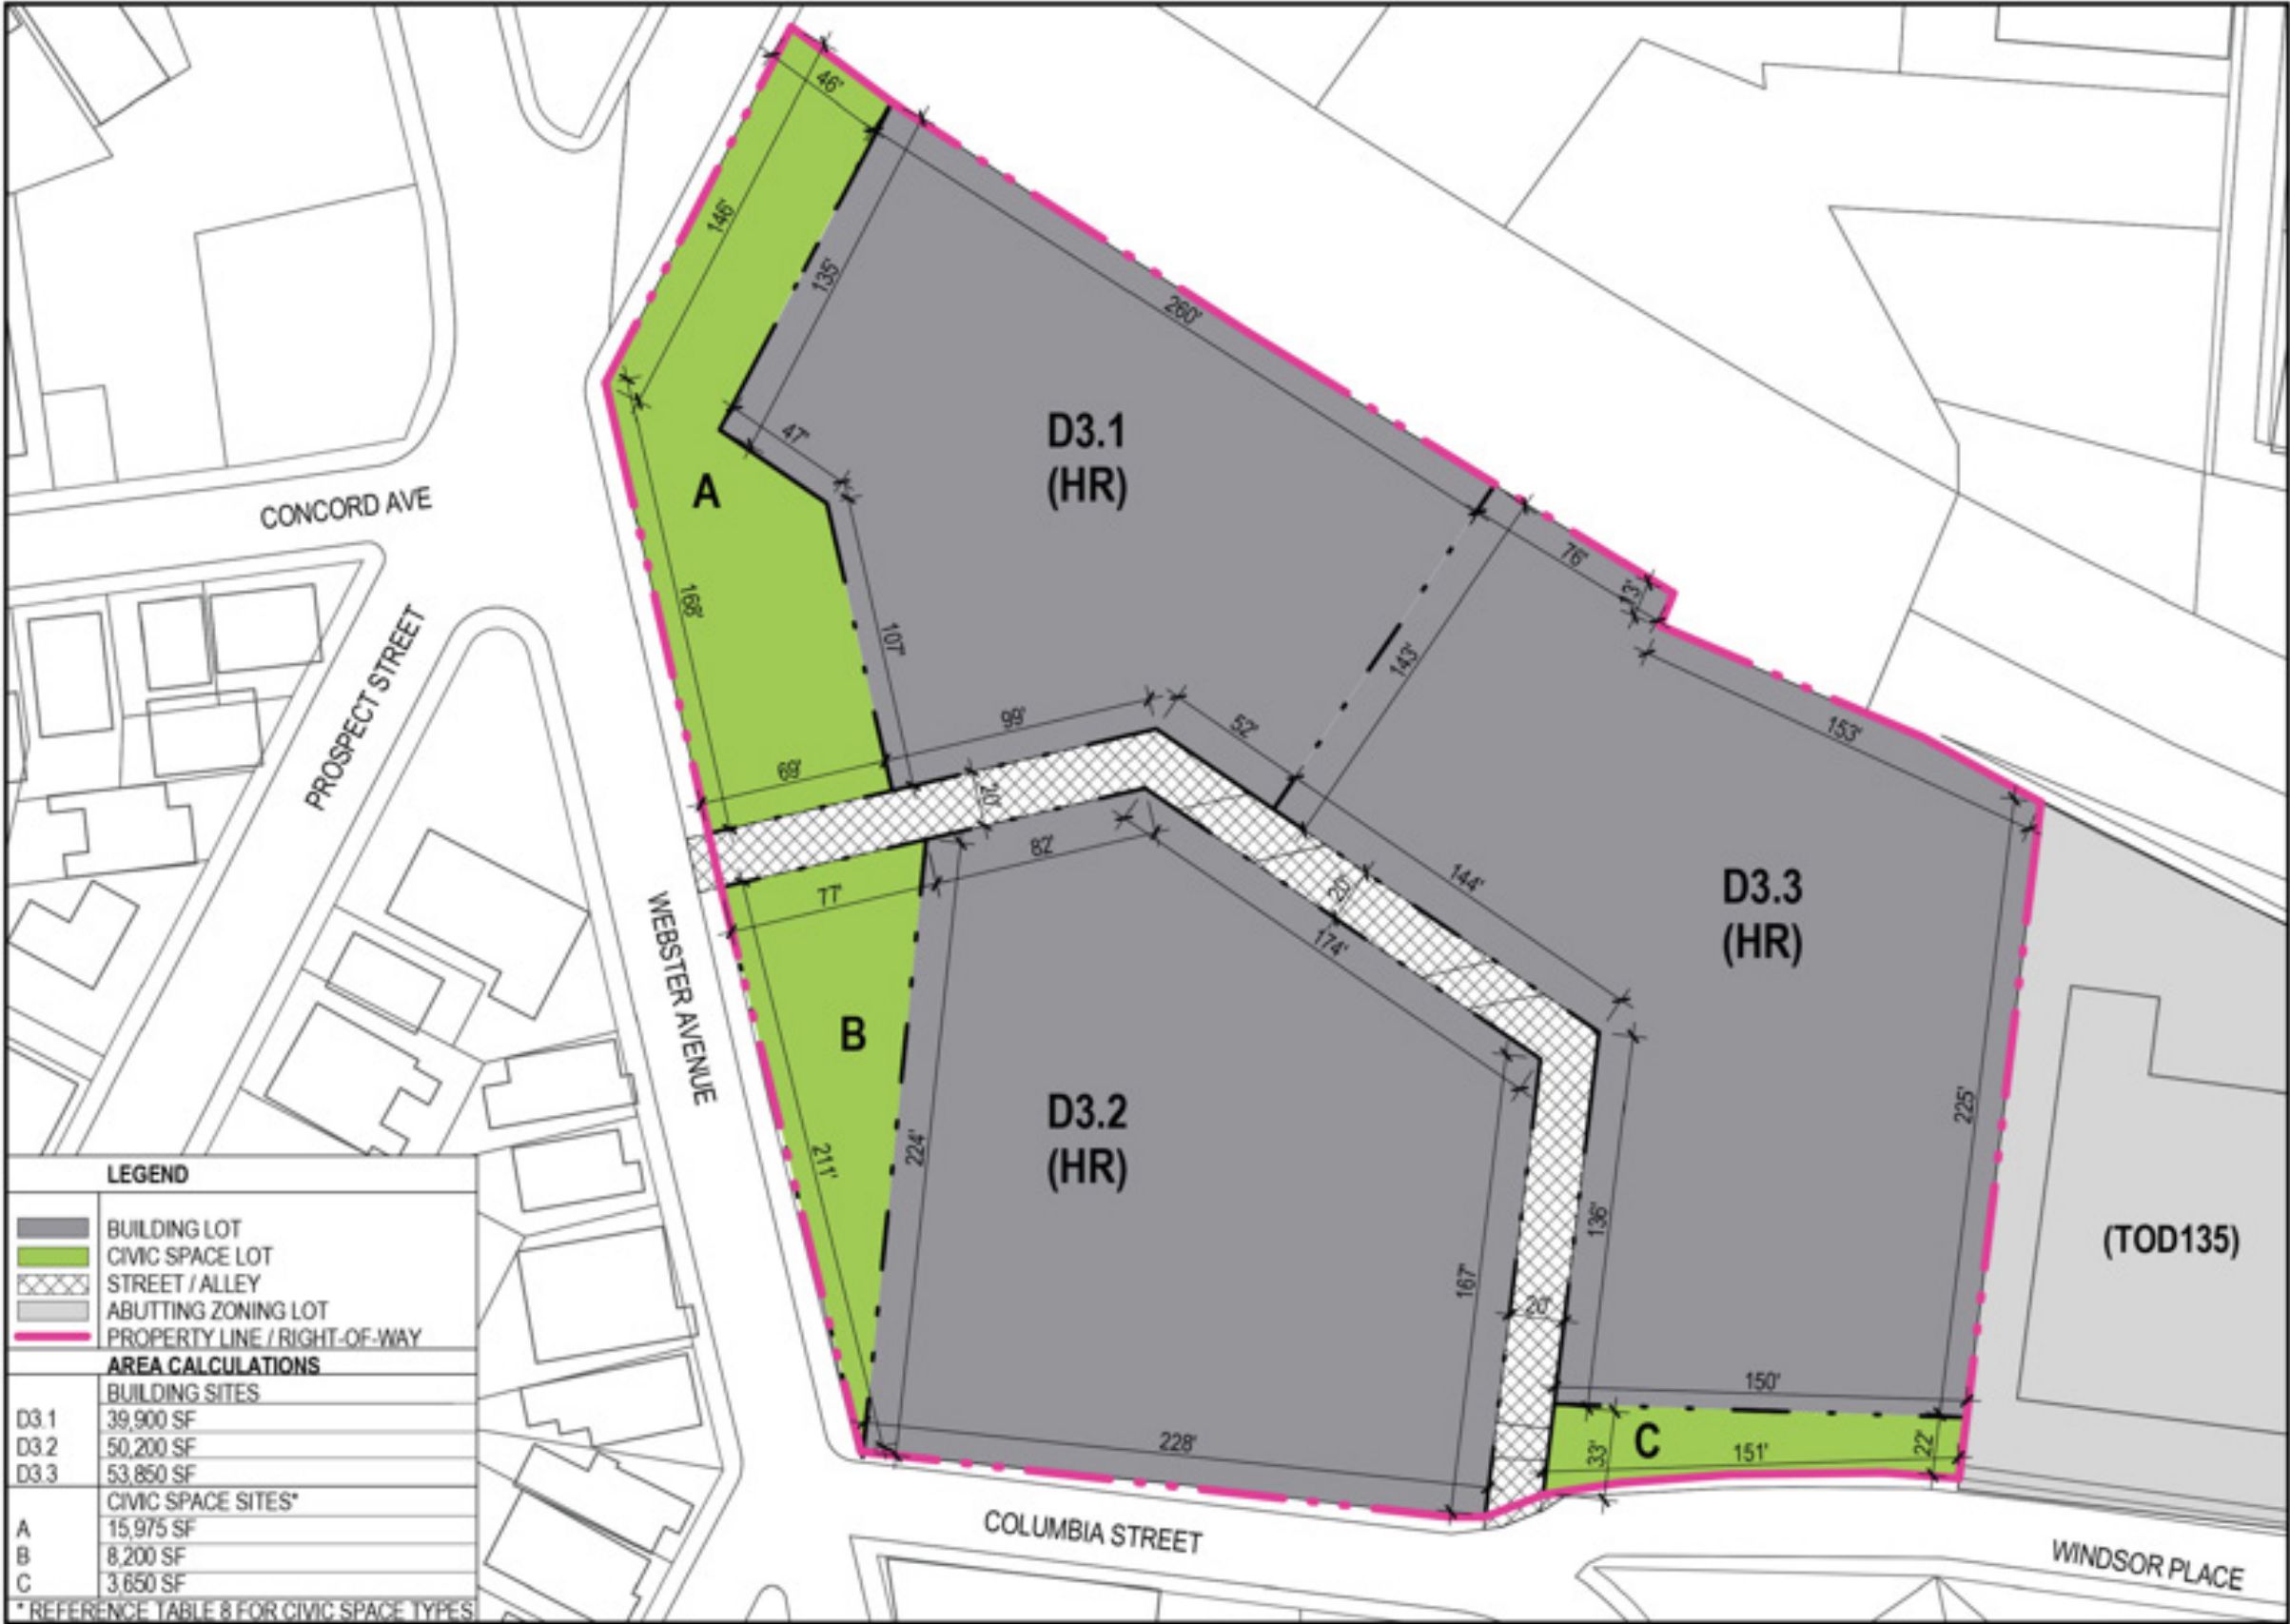 46'
146'
135'
260'
CONCORD AVE
A
47'
D3.1
(HR)
76'
13'
168'
107'
143'
153'
PROSPECT STREET
69'
99'
52'
20'
82'
77'
20'
144'
174'
D3.3
(HR)
WEBSTER AVENUE
B
211'
224'
D3.2
(HR)
167'
136'
225'
20'
(TOD135)
150'
33'
C
151'
22'
228'
COLUMBIA STREET
WINDSOR PLACE
LEGEND
BUILDING LOT
CIVIC SPACE LOT
STREET / ALLEY
ABUTTING ZONING LOT
PROPERTY LINE / RIGHT-OF-WAY
AREA CALCULATIONS
BUILDING SITES
D3.1 39,900 SF
D3.2 50,200 SF
D3.3 53,850 SF
CIVIC SPACE SITES*
A 15,975 SF
B 8,200 SF
C 3,650 SF
* REFERENCE TABLE 8 FOR CIVIC SPACE TYPES